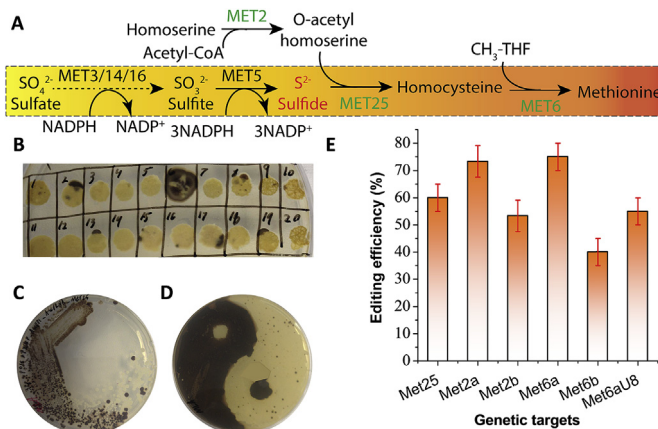 A
MET2
Homoserine
Acetyl-CoA
O-acetyl
homoserine
CH3-THF
SO4 2-
Sulfate
MET3/14/16
SO3 2-
Sulfite
MET5
S2-
Sulfide
MET25
Homocysteine
MET6
Methionine
NADPH
NADP+
3NADPH
3NADP+
B
1 2 3 4 5 7 8 9 10
11 12 13 14 15 16 17 18 19 20
C
D
E
Editing efficiency (%)
80
70
60
50
40
30
20
10
0
Met25 Met2a Met2b Met6a Met6b Met6aU8
Genetic targets